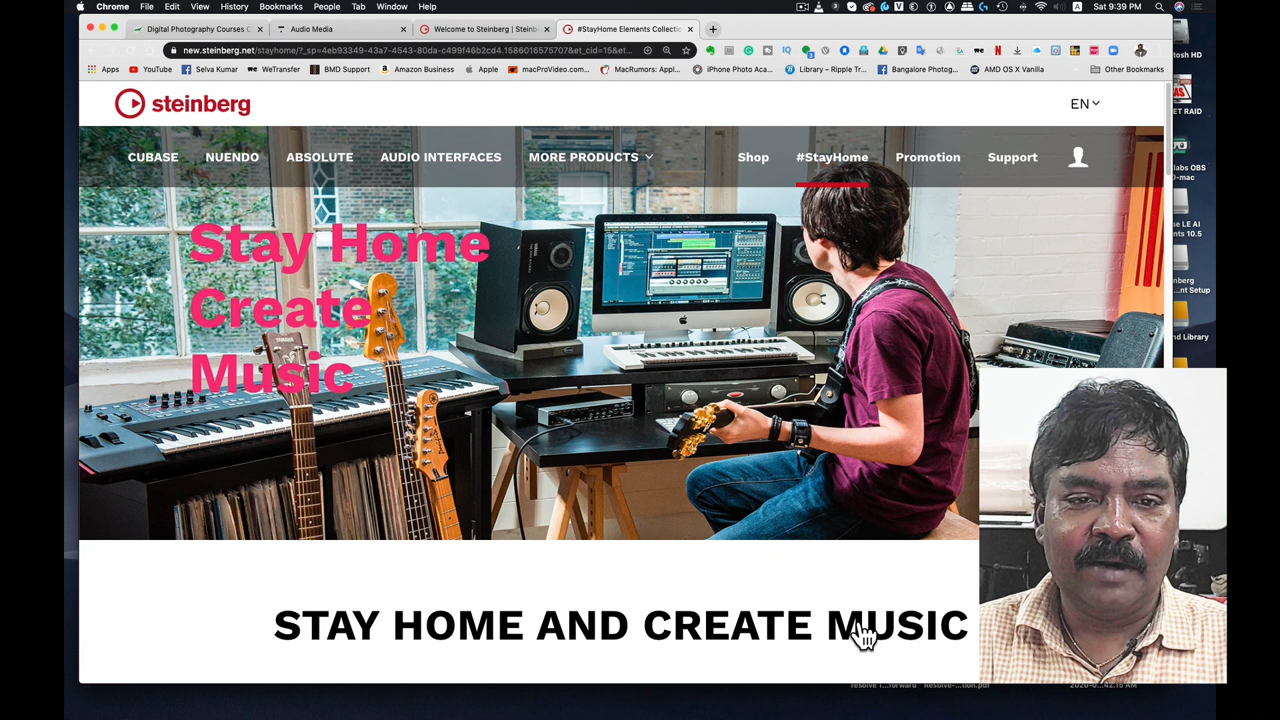 Chrome File Edit View History Bookmarks People Tab Window Help
Sat 9:39 PM
Digital Photography Courses C
Audio Media
Welcome to Steinberg | Steinb
#StayHome Elements Collectio
new.steinberg.net/stayhome/?_sp=4eb93349-43a7-4543-80da-c499f46b2cd4.1586016575707&et_cid=15&et...
Apps YouTube Selva Kumar WeTransfer BMD Support Amazon Business Apple macProVideo.com... MacRumors: Appl... iPhone Photo Aca... Library – Ripple Tr... Bangalore Photog... AMD OS X Vanilla Other Bookmarks
steinberg
EN
CUBASE NUENDO ABSOLUTE AUDIO INTERFACES MORE PRODUCTS Shop #StayHome Promotion Support
Stay Home
Create
Music
STAY HOME AND CREATE MUSIC